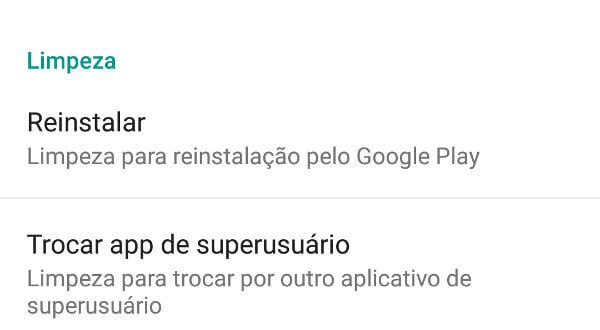 Limpeza
Reinstalar
Limpeza para reinstalação pelo Google Play
Trocar app de superusuário
Limpeza para trocar por outro aplicativo de
superusuário